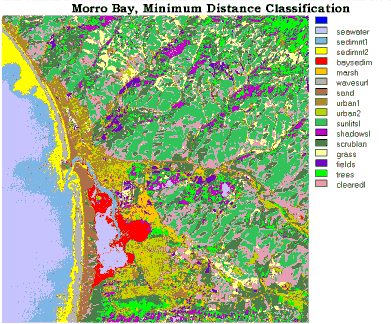 Morro Bay, Minimum Distance Classification
seawater
sedimnt1
sedimnt2
baysedim
marsh
wavesurf
sand
urban1
urban2
sunlitsl
shadowsl
scrublan
grass
fields
trees
clearedl